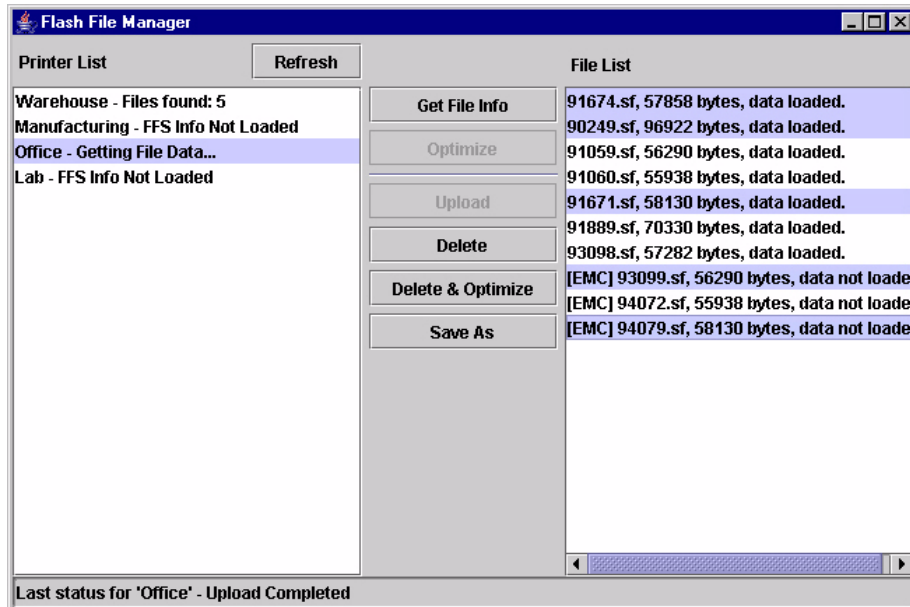 Flash File Manager
Printer List
Refresh
File List
Warehouse - Files found: 5
Manufacturing - FFS Info Not Loaded
Office - Getting File Data...
Lab - FFS Info Not Loaded
Get File Info
Optimize
Upload
Delete
Delete & Optimize
Save As
91674.sf, 57858 bytes, data loaded.
90249.sf, 96922 bytes, data loaded.
91059.sf, 56290 bytes, data loaded.
91060.sf, 55938 bytes, data loaded.
91671.sf, 58130 bytes, data loaded.
91889.sf, 70330 bytes, data loaded.
93098.sf, 57282 bytes, data loaded.
[EMC] 93099.sf, 56290 bytes, data not loade
[EMC] 94072.sf, 55938 bytes, data not loade
[EMC] 94079.sf, 58130 bytes, data not loade
Last status for 'Office' - Upload Completed